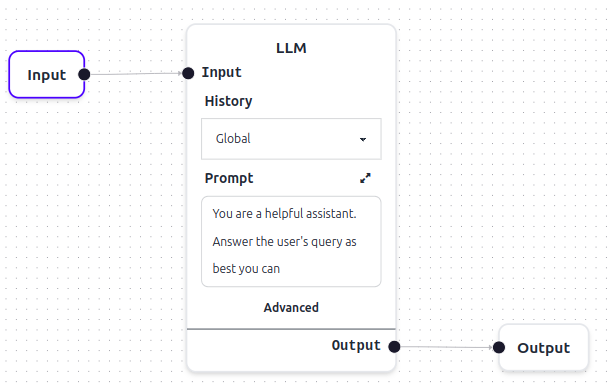 LLM
Input
Input
History
Global
Prompt
You are a helpful assistant.
Answer the user's query as
best you can
Advanced
Output
Output